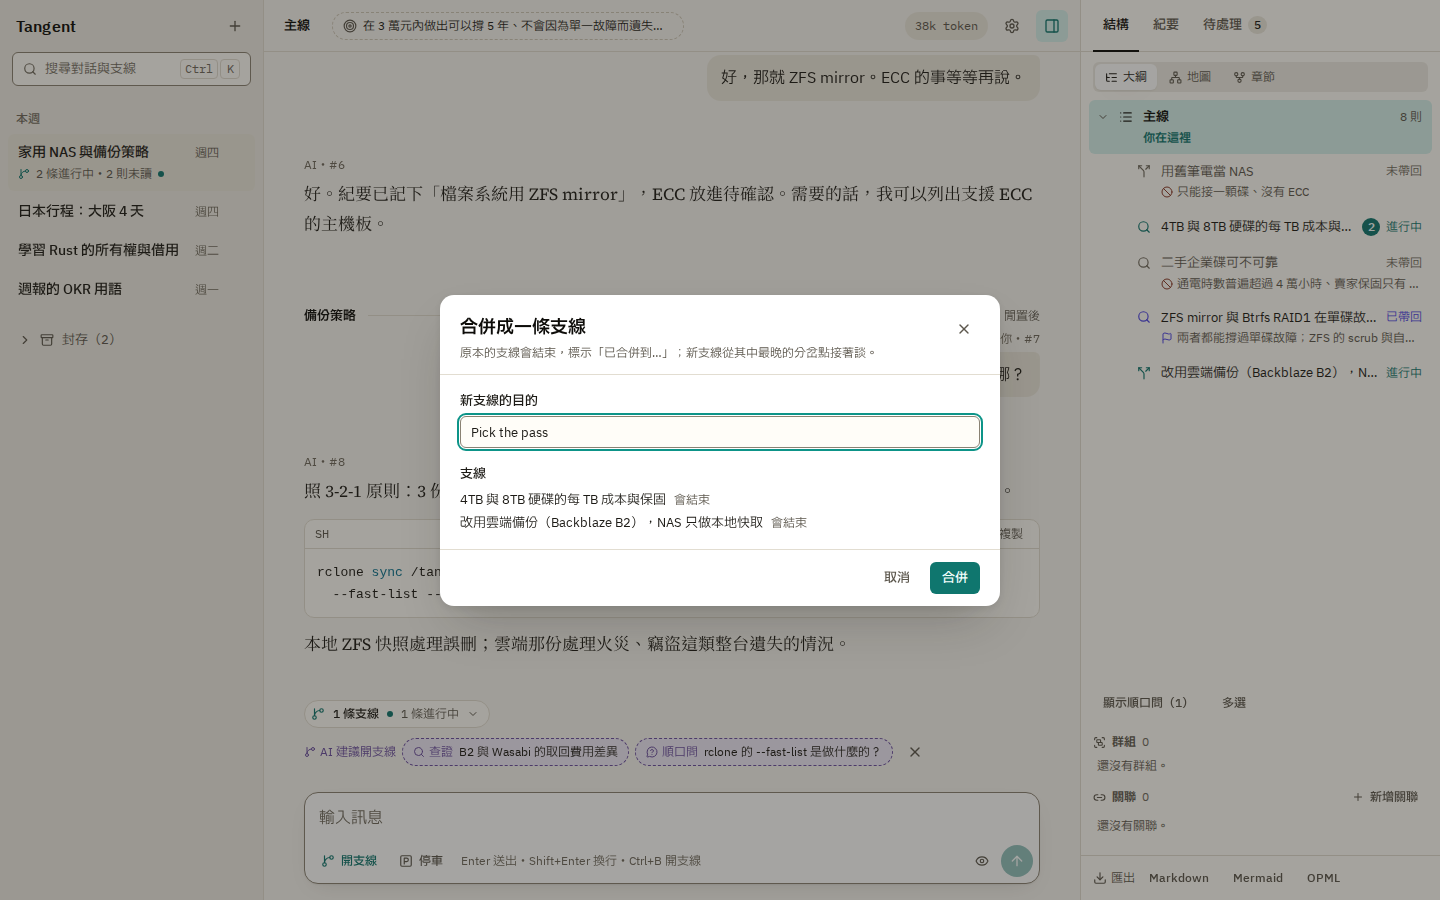 Tangent
搜尋對話與支線 Ctrl K
本週
家用 NAS 與備份策略 週四
2 條進行中・2 則未讀
日本行程：大阪 4 天 週四
學習 Rust 的所有權與借用 週二
週報的 OKR 用語 週一
封存（2）
主線 在 3 萬元內做出可以撐 5 年、不會因為單一故障而遺失… 38k token
好，那就 ZFS mirror。ECC 的事等等再說。
AI・#6
好。紀要已記下「檔案系統用 ZFS mirror」，ECC 放進待確認。需要的話，我可以列出支援 ECC
的主機板。
備份策略 閒置後
你・#7
哪？
AI・#8
照 3-2-1 原則：3 份 。
SH 複製
rclone sync /tan
--fast-list --
本地 ZFS 快照處理誤刪；雲端那份處理火災、竊盜這類整台遺失的情況。
1 條支線 1 條進行中
AI 建議開支線 查證 B2 與 Wasabi 的取回費用差異 順口問 rclone 的 --fast-list 是做什麼的？
輸入訊息
開支線 停車 Enter 送出・Shift+Enter 換行・Ctrl+B 開支線
合併成一條支線
原本的支線會結束，標示「已合併到…」；新支線從其中最晚的分岔點接著談。
新支線的目的
Pick the pass
支線
4TB 與 8TB 硬碟的每 TB 成本與保固 會結束
改用雲端備份（Backblaze B2），NAS 只做本地快取 會結束
取消 合併
結構 紀要 待處理 5
大綱 地圖 章節
主線 8 則
你在這裡
用舊筆電當 NAS 未帶回
只能接一顆碟、沒有 ECC
4TB 與 8TB 硬碟的每 TB 成本與… 2 進行中
二手企業碟可不可靠 未帶回
通電時數普遍超過 4 萬小時、賣家保固只有 …
ZFS mirror 與 Btrfs RAID1 在單碟故… 已帶回
兩者都能撐過單碟故障；ZFS 的 scrub 與自…
改用雲端備份（Backblaze B2），N… 進行中
顯示順口問（1） 多選
群組 0
還沒有群組。
關聯 0 新增關聯
還沒有關聯。
匯出 Markdown Mermaid OPML